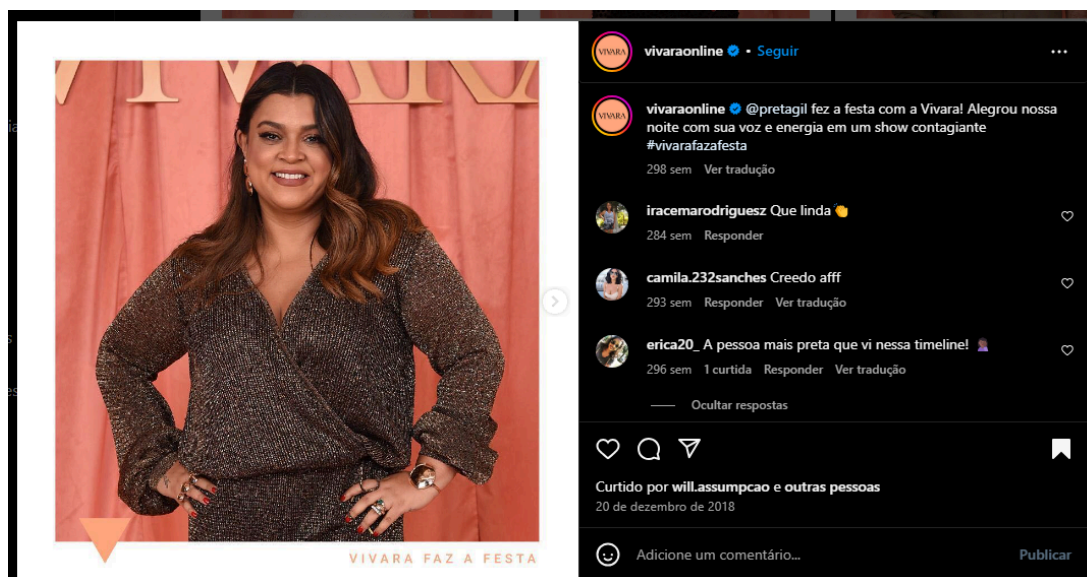 VIVARA
VIVARA FAZ A FESTA
VIVARA
vivaraonline • Seguir
VIVARA
vivaraonline @pretagil fez a festa com a Vivara! Alegrou nossa
noite com sua voz e energia em um show contagiante
#vivarafazafesta
298 sem Ver tradução
iracemarodriguesz Que linda 👏
284 sem Responder
camila.232sanches Creedo afff
293 sem Responder Ver tradução
erica20_ A pessoa mais preta que vi nessa timeline! 🤦🏾‍♀️
296 sem 1 curtida Responder Ver tradução
Ocultar respostas
Curtido por will.assumpcao e outras pessoas
20 de dezembro de 2018
Adicione um comentário... Publicar